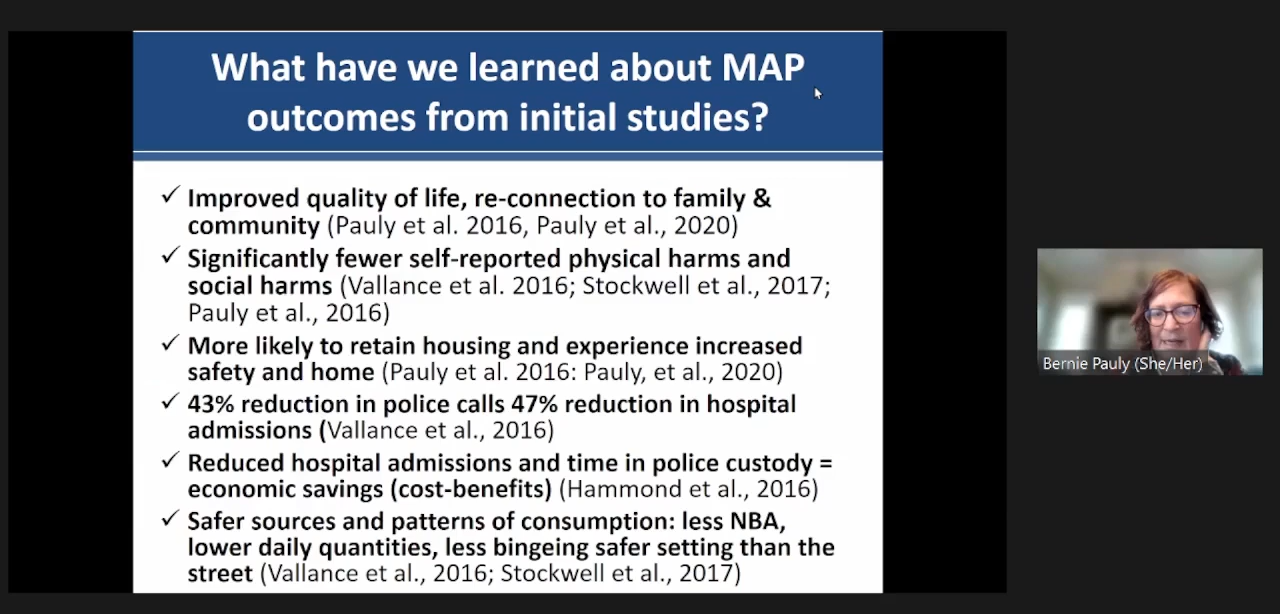 What have we learned about MAP
outcomes from initial studies?
✓ Improved quality of life, re-connection to family &
community (Pauly et al. 2016, Pauly et al., 2020)
✓ Significantly fewer self-reported physical harms and
social harms (Vallance et al. 2016; Stockwell et al., 2017;
Pauly et al., 2016)
✓ More likely to retain housing and experience increased
safety and home (Pauly et al. 2016: Pauly, et al., 2020)
✓ 43% reduction in police calls 47% reduction in hospital
admissions (Vallance et al., 2016)
✓ Reduced hospital admissions and time in police custody =
economic savings (cost-benefits) (Hammond et al., 2016)
✓ Safer sources and patterns of consumption: less NBA,
lower daily quantities, less bingeing safer setting than the
street (Vallance et al., 2016; Stockwell et al., 2017)
Bernie Pauly (She/Her)